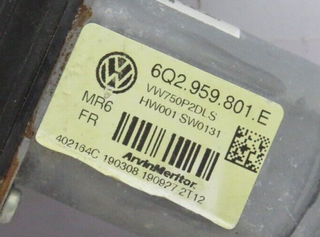 6Q2.959.801.E
VW750P2DLS
HW001 SW0131
MR6
FR
ArvinMeritor
402164C 190308 190927 2T12